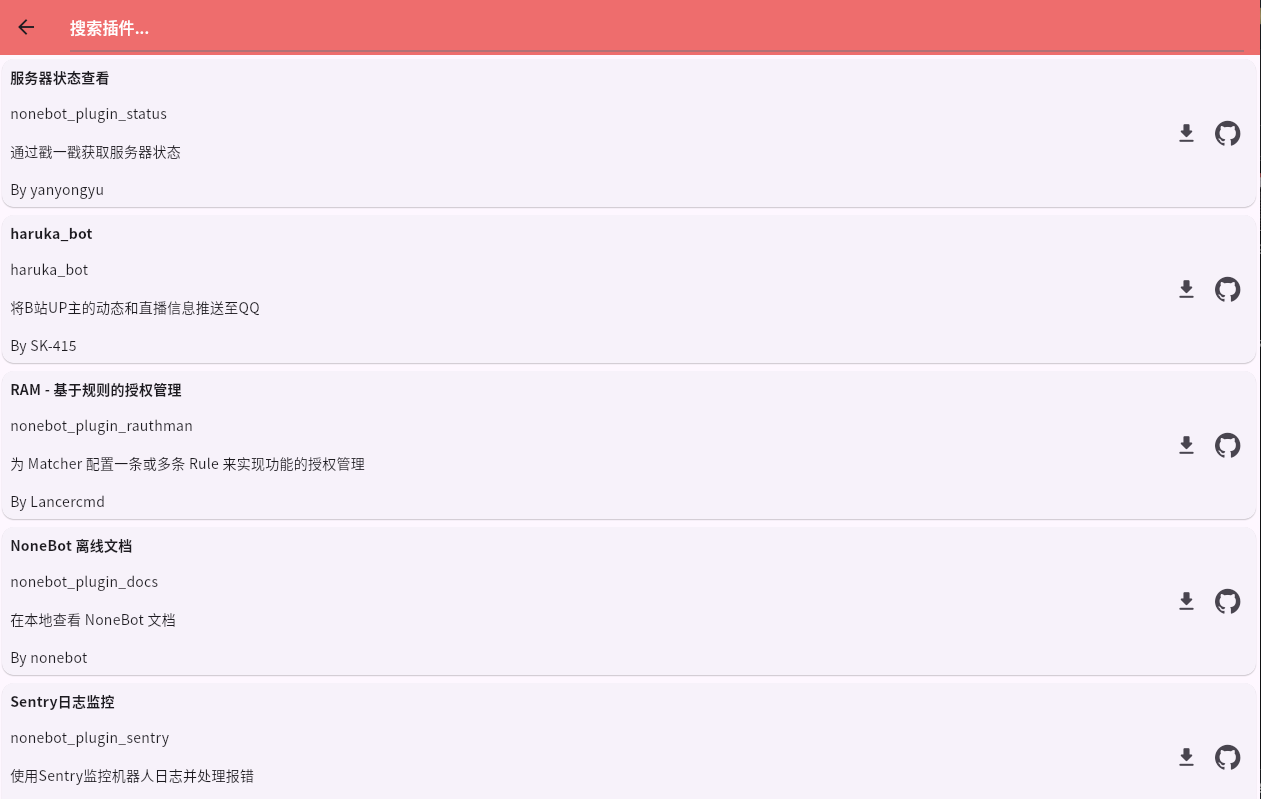 搜索插件...
服务器状态查看
nonebot_plugin_status
通过戳一戳获取服务器状态
By yanyongyu
haruka_bot
haruka_bot
将B站UP主的动态和直播信息推送至QQ
By SK-415
RAM - 基于规则的授权管理
nonebot_plugin_rauthman
为 Matcher 配置一条或多条 Rule 来实现功能的授权管理
By Lancercmd
NoneBot 离线文档
nonebot_plugin_docs
在本地查看 NoneBot 文档
By nonebot
Sentry日志监控
nonebot_plugin_sentry
使用Sentry监控机器人日志并处理报错